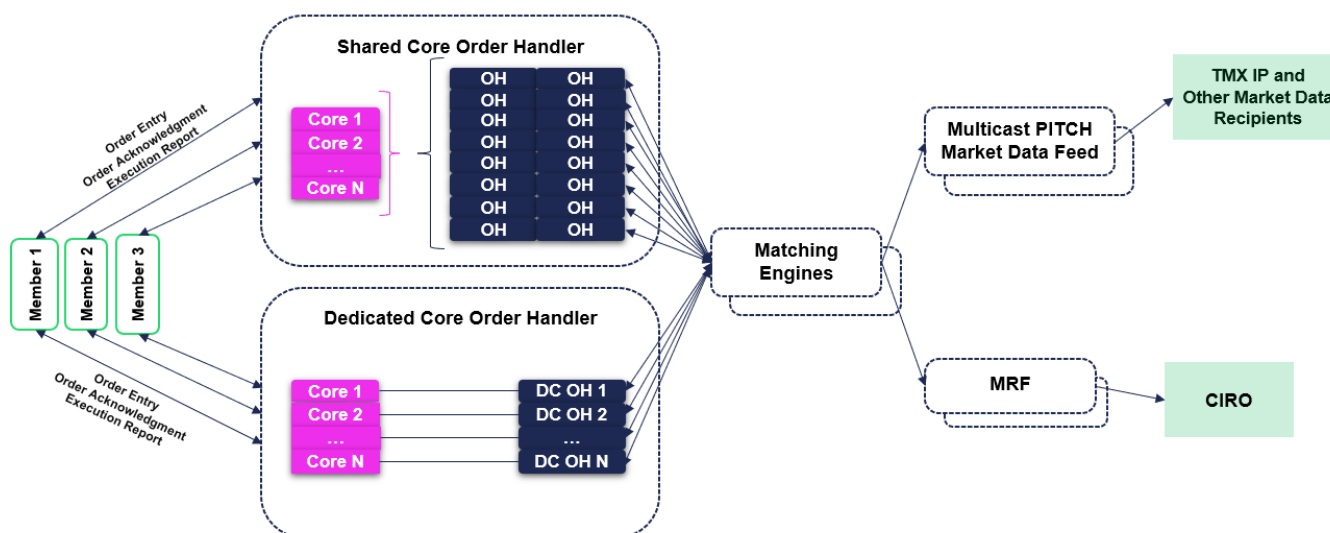 Shared Core Order Handler
Order Entry
Order Acknowledgment
Execution Report
Core 1
Core 2
...
Core N
OH OH
OH OH
OH OH
OH OH
OH OH
OH OH
OH OH
OH OH
Member 1
Member 2
Member 3
Dedicated Core Order Handler
Order Entry
Order Acknowledgment
Execution Report
Core 1
Core 2
...
Core N
DC OH 1
DC OH 2
...
DC OH N
Matching
Engines
Multicast PITCH
Market Data Feed
TMX IP and
Other Market Data
Recipients
MRF
CIRO